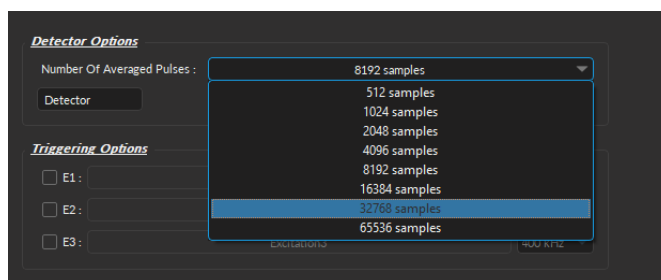 Detector Options
Number Of Averaged Pulses : 8192 samples
512 samples
Detector
1024 samples
2048 samples
4096 samples
Triggering Options
8192 samples
E1 :
16384 samples
E2 :
32768 samples
65536 samples
E3 : Excitation3 400 KHz